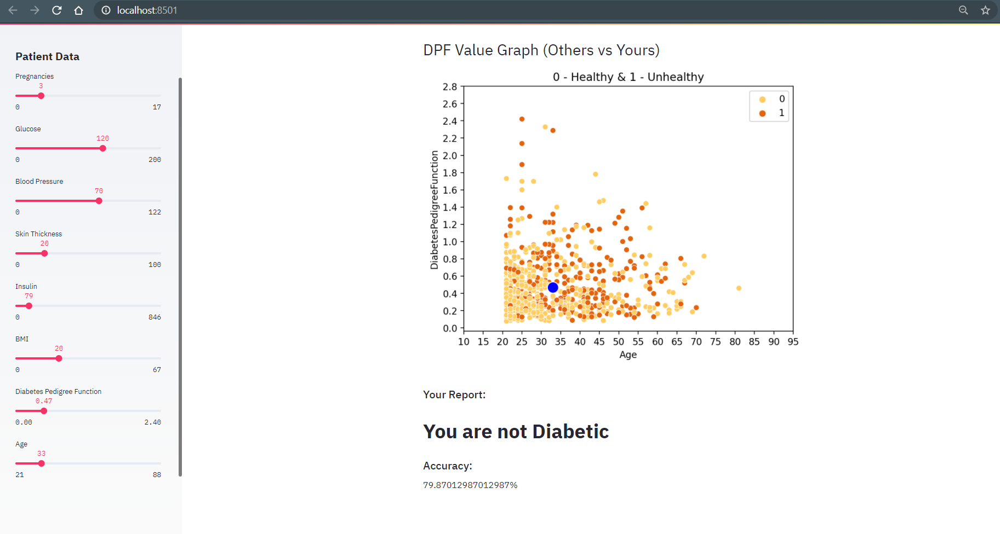 localhost:8501
Patient Data
Pregnancies
3
0 17
Glucose
120
0 200
Blood Pressure
70
0 122
Skin Thickness
20
0 100
Insulin
79
0 846
BMI
20
0 67
Diabetes Pedigree Function
0.47
0.00 2.40
Age
33
21 88
DPF Value Graph (Others vs Yours)
0 - Healthy & 1 - Unhealthy
0
1
DiabetesPedigreeFunction
2.8
2.6
2.4
2.2
2.0
1.8
1.6
1.4
1.2
1.0
0.8
0.6
0.4
0.2
0.0
10 15 20 25 30 35 40 45 50 55 60 65 70 75 80 85 90 95
Age
Your Report:
You are not Diabetic
Accuracy:
79.87012987012987%